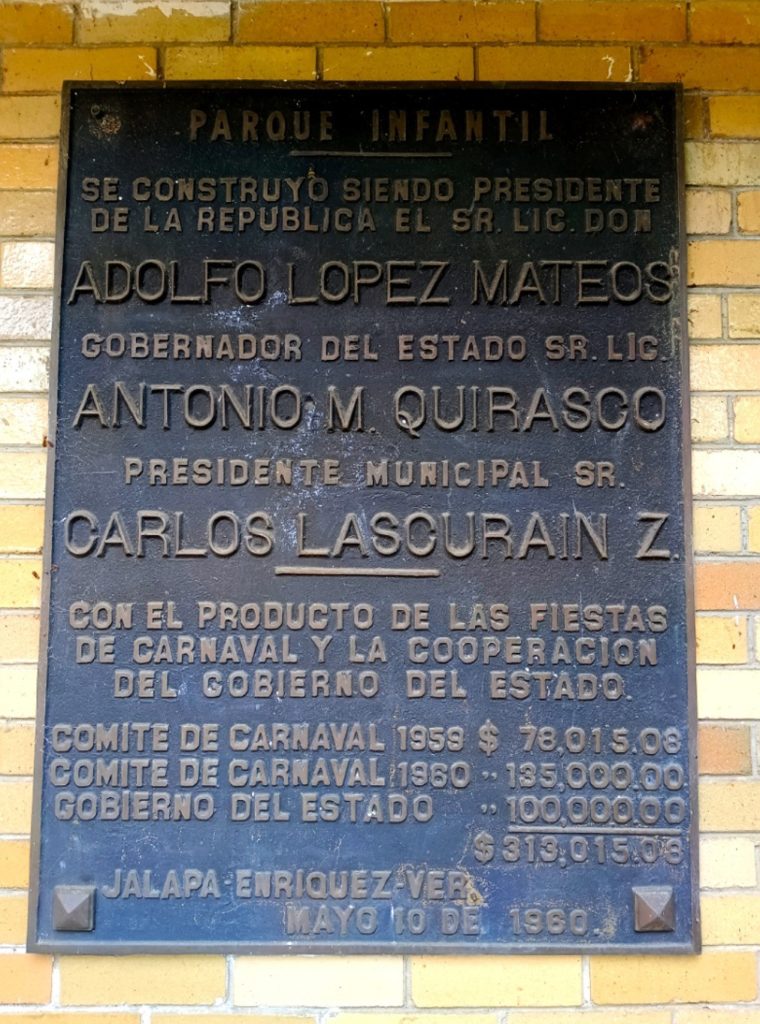 PARQUE INFANTIL
SE CONSTRUYO SIENDO PRESIDENTE
DE LA REPUBLICA EL SR. LIC. DON
ADOLFO LOPEZ MATEOS
GOBERNADOR DEL ESTADO SR. LIC.
ANTONIO M. QUIRASCO
PRESIDENTE MUNICIPAL SR.
CARLOS LASCURAIN Z.
CON EL PRODUCTO DE LAS FIESTAS
DE CARNAVAL Y LA COOPERACION
DEL GOBIERNO DEL ESTADO.
COMITE DE CARNAVAL 1959 $ 78,015.08
COMITE DE CARNAVAL 1960 " 135,000.00
GOBIERNO DEL ESTADO " 100,000.00
$ 313,015.08
JALAPA-ENRIQUEZ-VER.
MAYO 10 DE 1960.